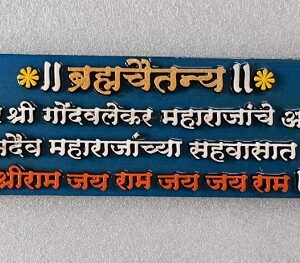 ॥ ब्रह्मचैतन्य ॥
श्री गोंदवलेकर महाराजांचे
महाराजांच्या सहवासात
श्रीराम जय राम जय जय राम